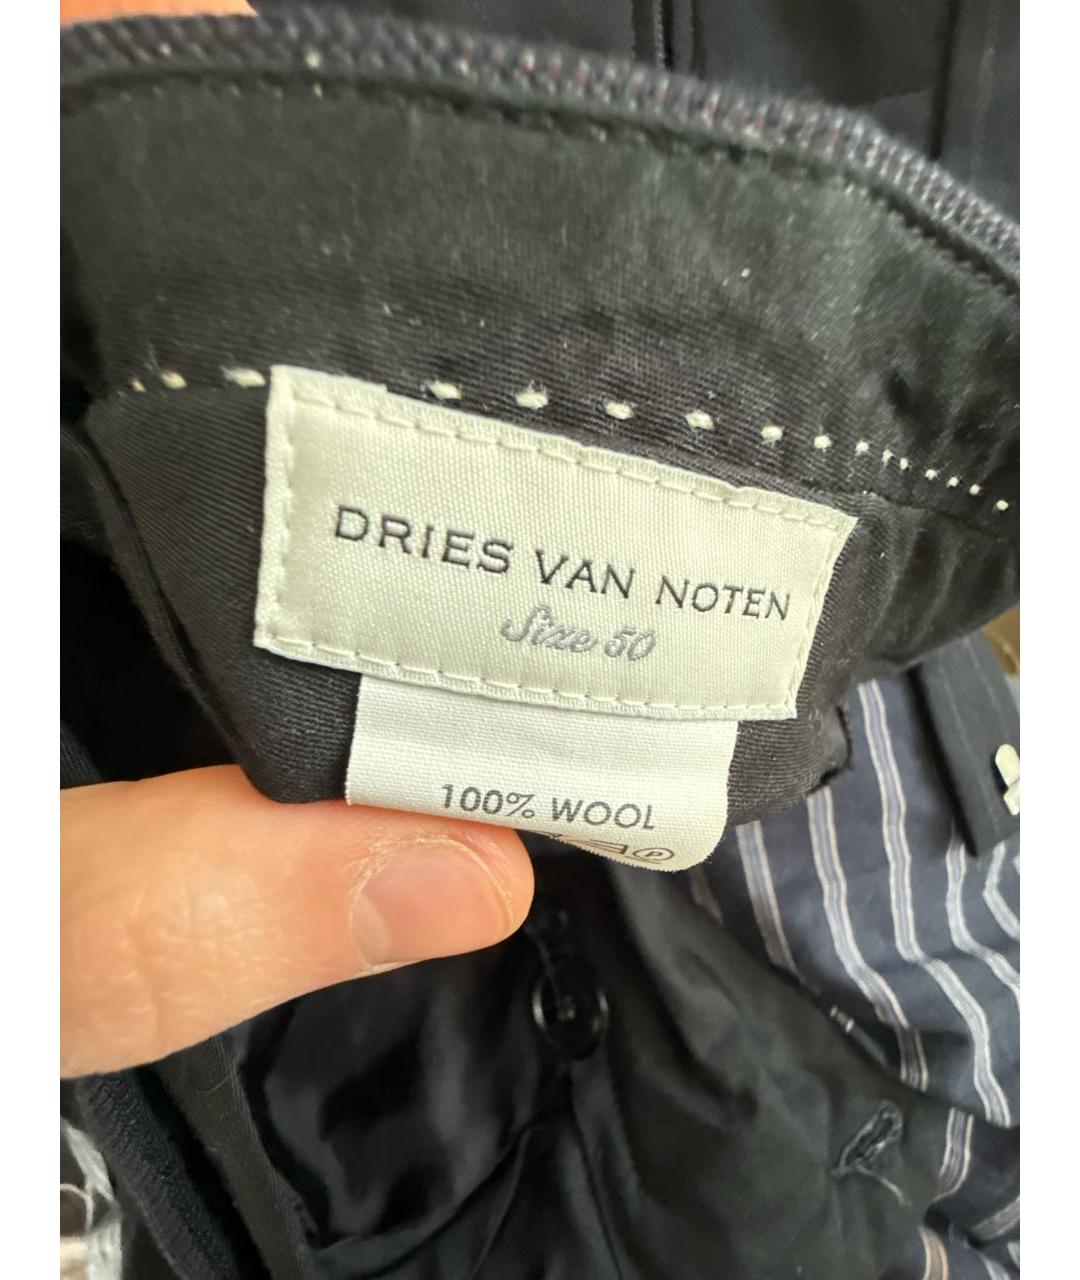 DRIES VAN NOTEN
Size 50
100% WOOL
P